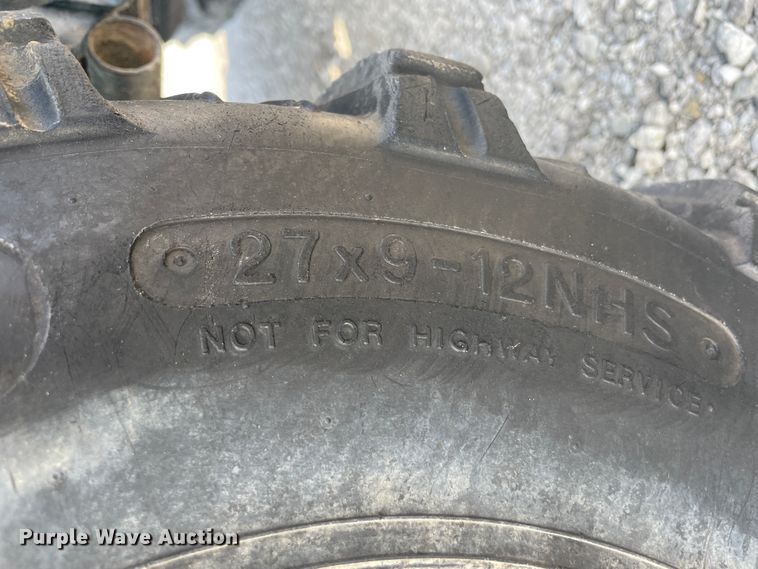 27x9-12NHS
NOT FOR HIGHWAY SERVICE
Purple Wave Auction